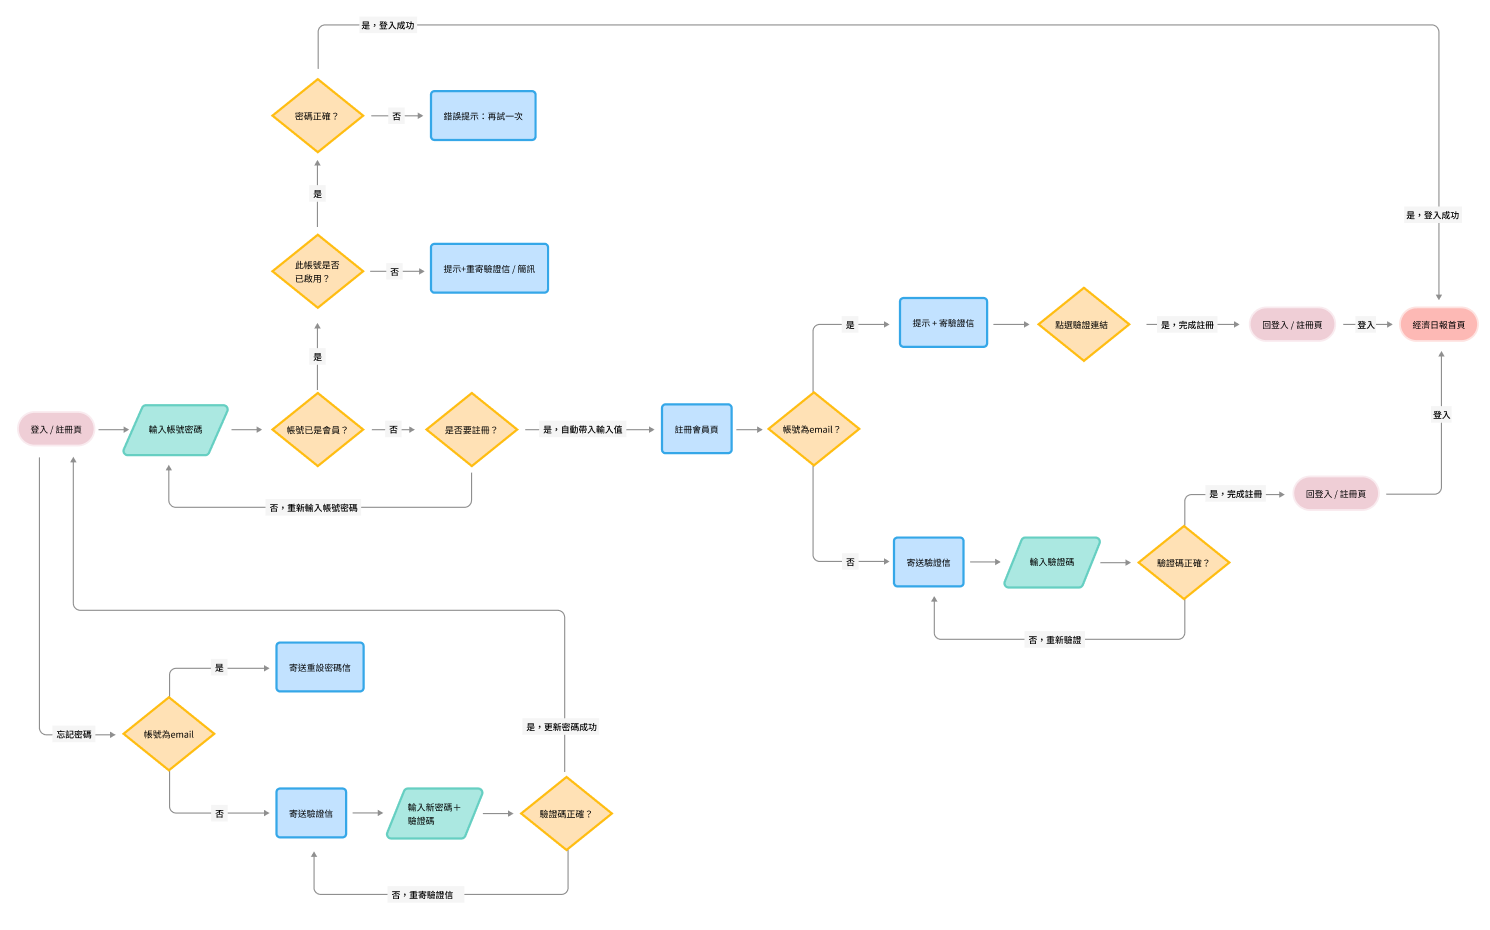 是，登入成功
密碼正確？
否
錯誤提示：再試一次
是
是，登入成功
此帳號是否
已啟用？
否
提示+重寄驗證信 / 簡訊
是
是
提示 + 寄驗證信
點選驗證連結
是，完成註冊
回登入 / 註冊頁
登入
經濟日報首頁
登入
登入 / 註冊頁
輸入帳號密碼
帳號已是會員？
否
是否要註冊？
是，自動帶入輸入值
註冊會員頁
帳號為email？
否，重新輸入帳號密碼
是，完成註冊
回登入 / 註冊頁
否
寄送驗證信
輸入驗證碼
驗證碼正確？
否，重新驗證
是
寄送重設密碼信
忘記密碼
帳號為email
是，更新密碼成功
否
寄送驗證信
輸入新密碼＋
驗證碼
驗證碼正確？
否，重寄驗證信